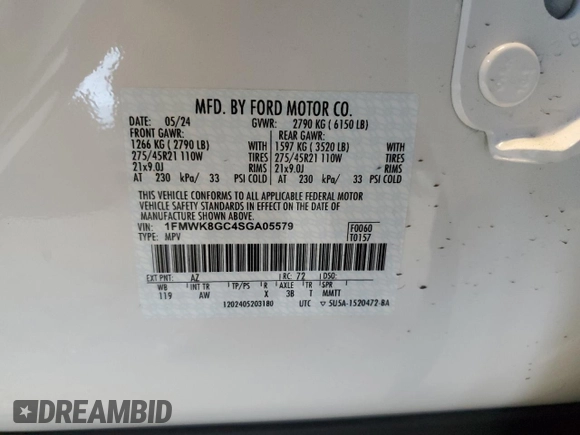 MFD. BY FORD MOTOR CO.
DATE: 05/24 GVWR: 2790 KG ( 6150 LB)
FRONT GAWR: REAR GAWR:
1266 KG ( 2790 LB) WITH 1597 KG ( 3520 LB) WITH
275/45R21 110W TIRES 275/45R21 110W TIRES
21x9.0J RIMS 21x9.0J RIMS
AT 230 kPa/ 33 PSI COLD AT 230 kPa/ 33 PSI COLD
THIS VEHICLE CONFORMS TO ALL APPLICABLE FEDERAL MOTOR
VEHICLE SAFETY STANDARDS IN EFFECT ON THE DATE OF
MANUFACTURE SHOWN ABOVE.
VIN: 1FMWK8GC4SGA05579 F0060
TYPE: MPV T0157
EXT PNT: AZ RC: 72 DSO:
WB INT TR TP/PS R AXLE TR
119 AW X 3B T MMTT
1202405203180 UTC ▽ 5U5A-1520472-BA
DREAMBID